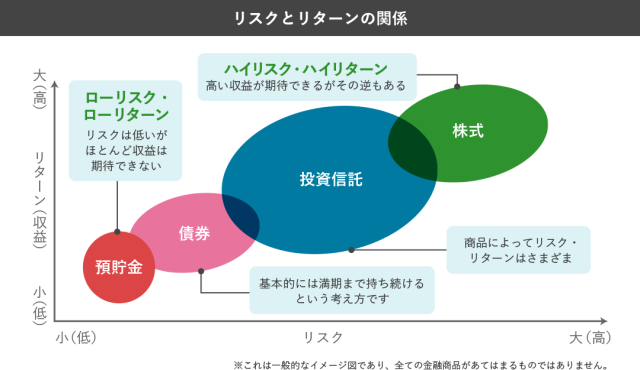 リスクとリターンの関係
大(高)
リターン(収益)
小(低)
ローリスク・
ローリターン
リスクは低いが
ほとんど収益は
期待できない
ハイリスク・ハイリターン
高い収益が期待できるがその逆もある
株式
投資信託
債券
預貯金
商品によってリスク・
リターンはさまざま
基本的には満期まで持ち続ける
という考え方です
小(低)
リスク
大(高)
※これは一般的なイメージ図であり、全ての金融商品があてはまるものではありません。